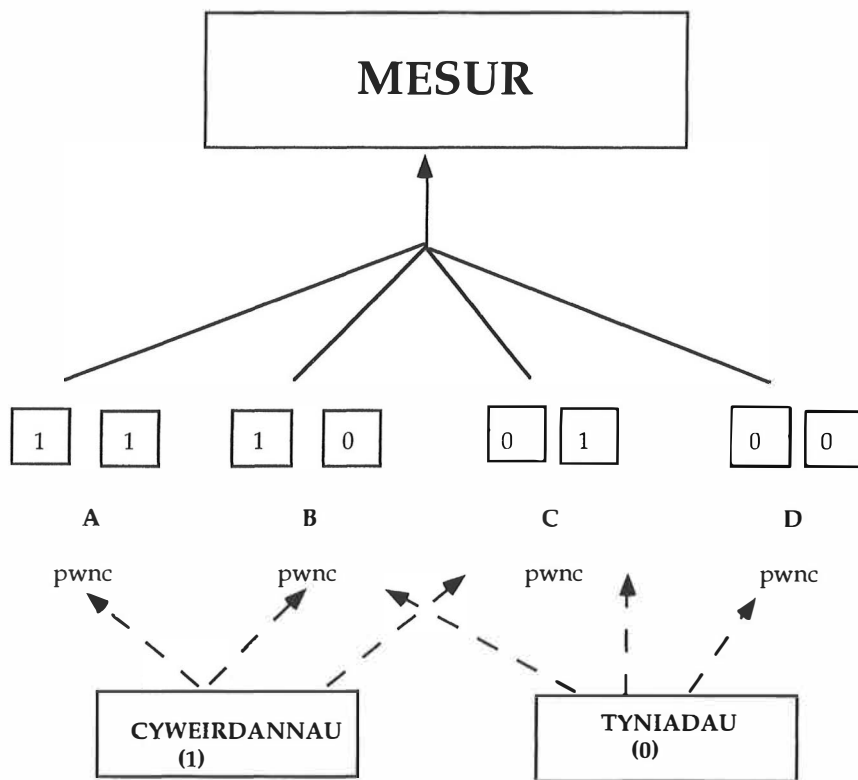 MESUR
1 1 1 0 0 1 0 0
A B C D
pwnc pwnc pwnc pwnc
CYWEIRDANNAU
(1)
TYNIADAU
(0)